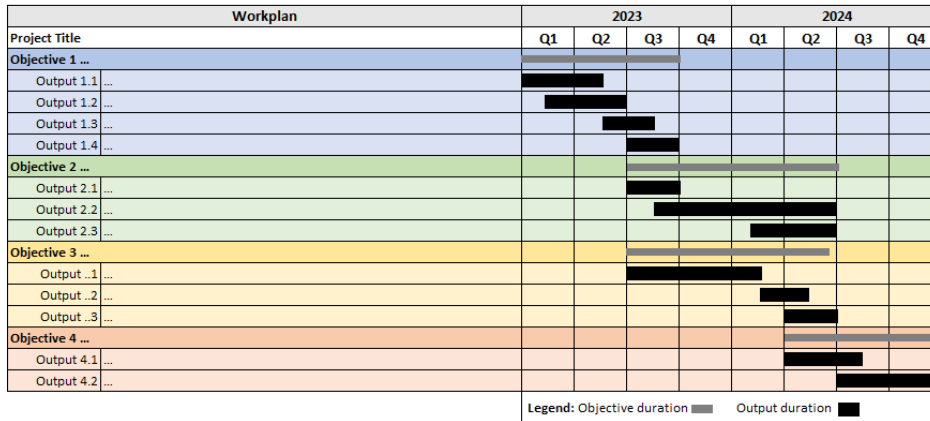 Workplan 2023 2024
Project Title Q1 Q2 Q3 Q4 Q1 Q2 Q3 Q4
Objective 1 ...
Output 1.1 ...
Output 1.2 ...
Output 1.3 ...
Output 1.4 ...
Objective 2 ...
Output 2.1 ...
Output 2.2 ...
Output 2.3 ...
Objective 3 ...
Output ..1 ...
Output ..2 ...
Output ..3 ...
Objective 4 ...
Output 4.1 ...
Output 4.2 ...
Legend: Objective duration Output duration